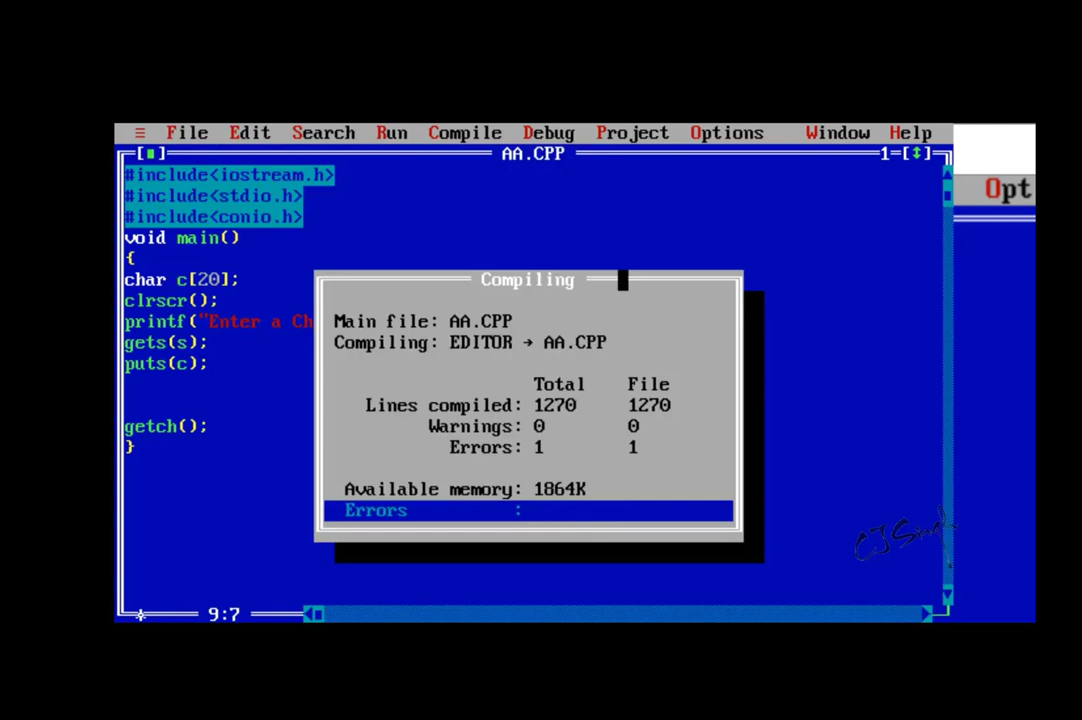 ≡ File Edit Search Run Compile Debug Project Options Window Help
[■] AA.CPP 1=[↕]
Opt
#include<iostream.h>
#include<stdio.h>
#include<conio.h>
void main()
{
char c[20];
clrscr();
printf("Enter a Ch
gets(s);
puts(c);
getch();
}
Compiling
Main file: AA.CPP
Compiling: EDITOR → AA.CPP
Total File
Lines compiled: 1270 1270
Warnings: 0 0
Errors: 1 1
Available memory: 1864K
Errors :
CJSingh
9:7